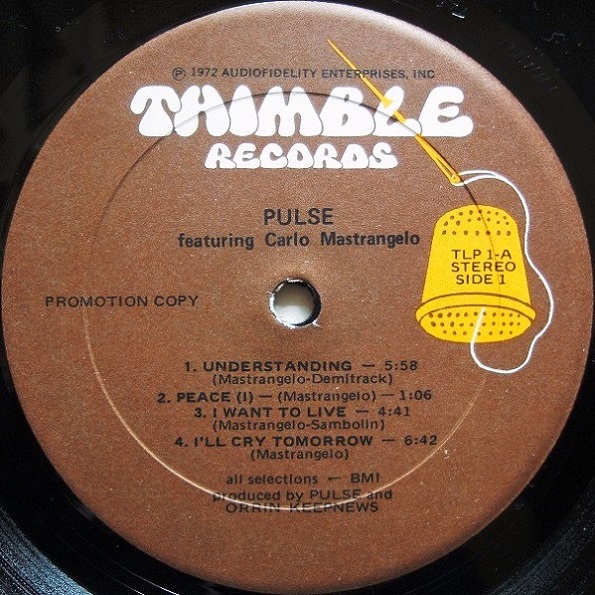 ℗ 1972 AUDIOFIDELITY ENTERPRISES, INC
THIMBLE
RECORDS
PULSE
featuring Carlo Mastrangelo
TLP 1-A
STEREO
SIDE 1
PROMOTION COPY
1. UNDERSTANDING — 5:58
(Mastrangelo-Demitrack)
2. PEACE (I) — (Mastrangelo) — 1:06
3. I WANT TO LIVE — 4:41
(Mastrangelo-Sambolin)
4. I'LL CRY TOMORROW — 6:42
(Mastrangelo)
all selections — BMI
produced by PULSE and
ORRIN KEEPNEWS